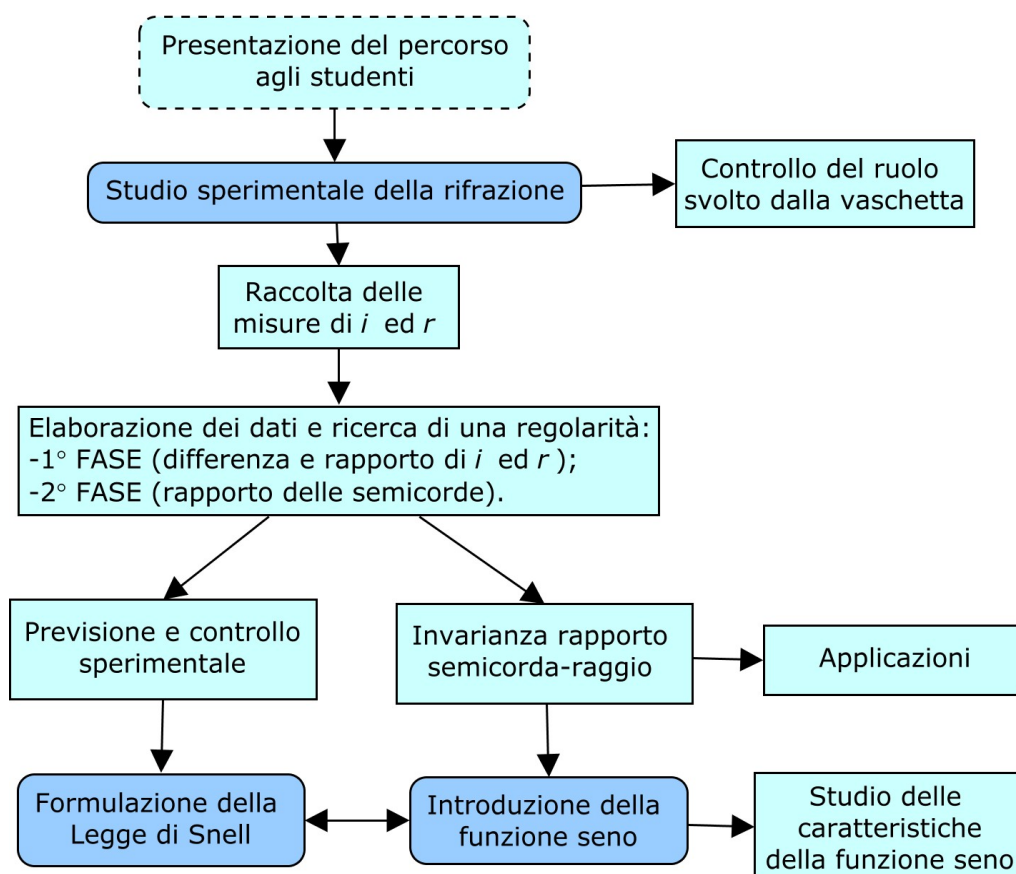 Presentazione del percorso
agli studenti
Studio sperimentale della rifrazione
Controllo del ruolo
svolto dalla vaschetta
Raccolta delle
misure di i ed r
Elaborazione dei dati e ricerca di una regolarità:
-1° FASE (differenza e rapporto di i ed r );
-2° FASE (rapporto delle semicorde).
Previsione e controllo
sperimentale
Invarianza rapporto
semicorda-raggio
Applicazioni
Formulazione della
Legge di Snell
Introduzione della
funzione seno
Studio delle
caratteristiche
della funzione seno